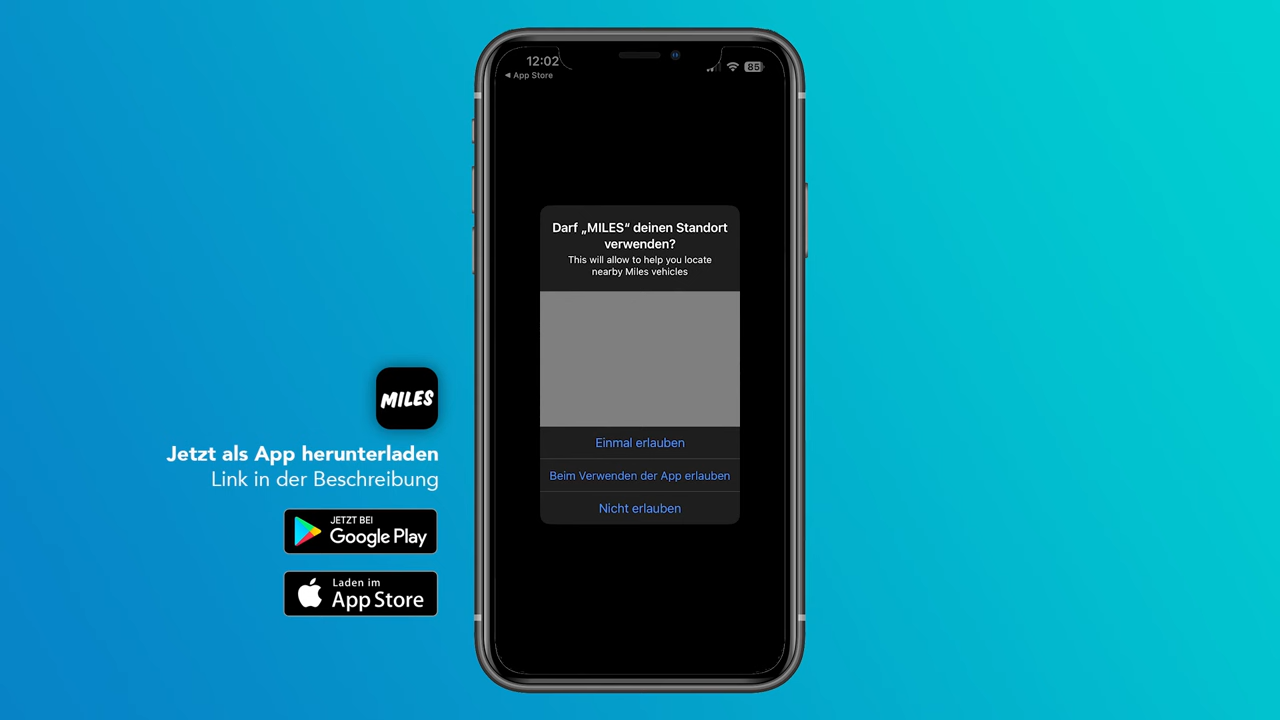 12:02
◀ App Store
85
Darf „MILES“ deinen Standort
verwenden?
This will allow to help you locate
nearby Miles vehicles
Einmal erlauben
Beim Verwenden der App erlauben
Nicht erlauben
MILES
Jetzt als App herunterladen
Link in der Beschreibung
JETZT BEI
Google Play
Laden im
App Store